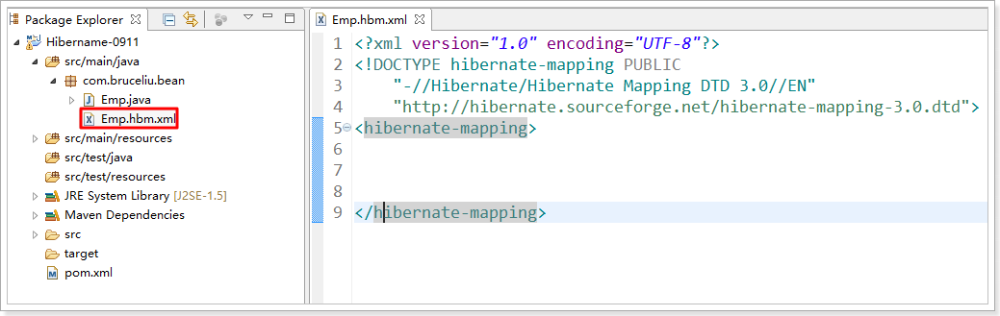 Package Explorer
Hibername-0911
src/main/java
com.bruceliu.bean
Emp.java
Emp.hbm.xml
src/main/resources
src/test/java
src/test/resources
JRE System Library [J2SE-1.5]
Maven Dependencies
src
target
pom.xml
Emp.hbm.xml
1 <?xml version="1.0" encoding="UTF-8"?>
2 <!DOCTYPE hibernate-mapping PUBLIC
3 "-//Hibernate/Hibernate Mapping DTD 3.0//EN"
4 "http://hibernate.sourceforge.net/hibernate-mapping-3.0.dtd">
5 <hibernate-mapping>
6
7
8
9 </hibernate-mapping>